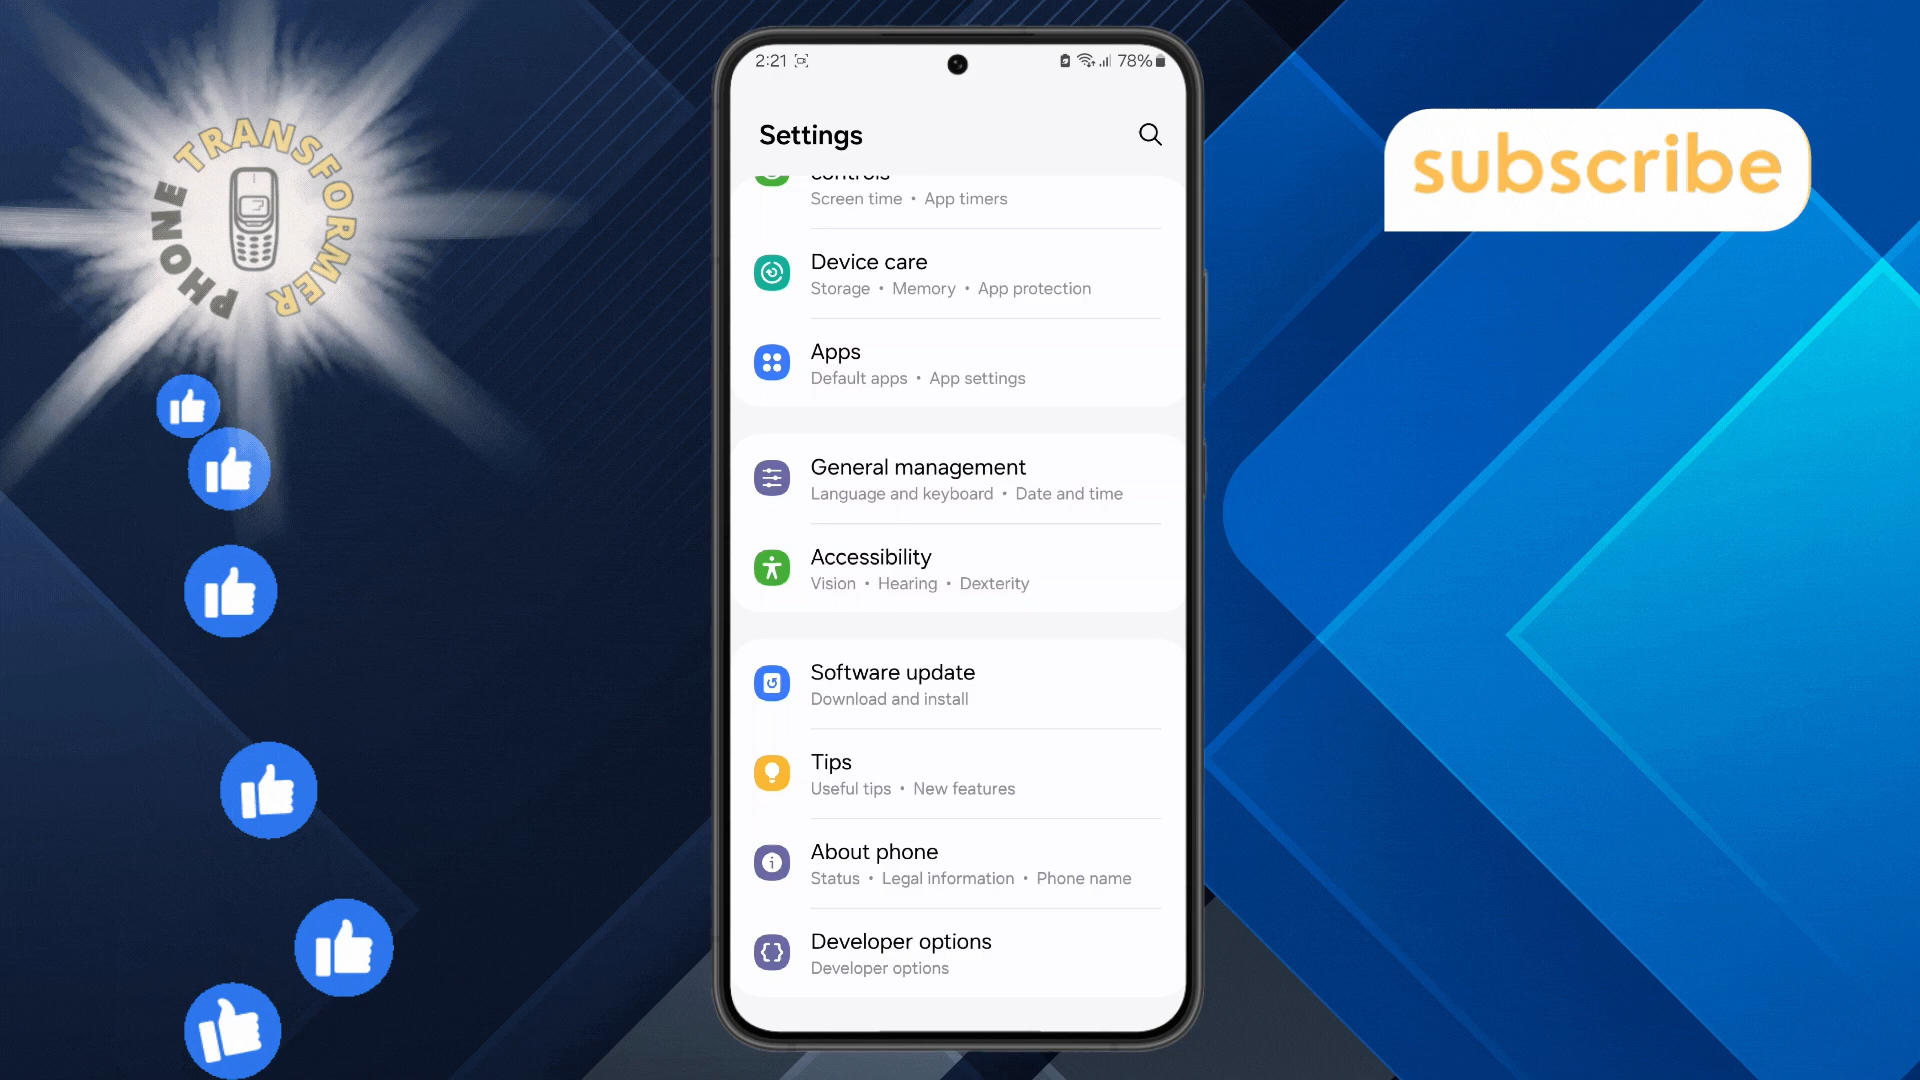 PHONE TRANSFORMER
subscribe
2:21
78%
Settings
controls
Screen time • App timers
Device care
Storage • Memory • App protection
Apps
Default apps • App settings
General management
Language and keyboard • Date and time
Accessibility
Vision • Hearing • Dexterity
Software update
Download and install
Tips
Useful tips • New features
About phone
Status • Legal information • Phone name
Developer options
Developer options